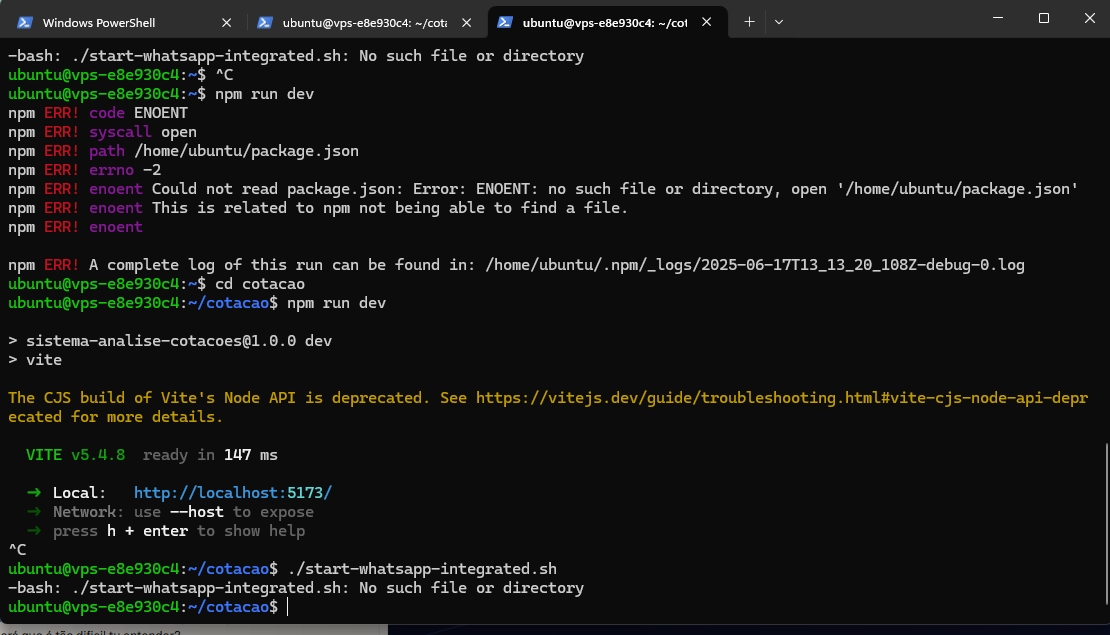 Windows PowerShell
ubuntu@vps-e8e930c4: ~/cota
ubuntu@vps-e8e930c4: ~/cot
-bash: ./start-whatsapp-integrated.sh: No such file or directory
ubuntu@vps-e8e930c4:~$ ^C
ubuntu@vps-e8e930c4:~$ npm run dev
npm ERR! code ENOENT
npm ERR! syscall open
npm ERR! path /home/ubuntu/package.json
npm ERR! errno -2
npm ERR! enoent Could not read package.json: Error: ENOENT: no such file or directory, open '/home/ubuntu/package.json'
npm ERR! enoent This is related to npm not being able to find a file.
npm ERR! enoent
npm ERR! A complete log of this run can be found in: /home/ubuntu/.npm/_logs/2025-06-17T13_13_20_108Z-debug-0.log
ubuntu@vps-e8e930c4:~$ cd cotacao
ubuntu@vps-e8e930c4:~/cotacao$ npm run dev
> sistema-analise-cotacoes@1.0.0 dev
> vite
The CJS build of Vite's Node API is deprecated. See https://vitejs.dev/guide/troubleshooting.html#vite-cjs-node-api-depr
ecated for more details.
VITE v5.4.8 ready in 147 ms
➜ Local: http://localhost:5173/
➜ Network: use --host to expose
➜ press h + enter to show help
^C
ubuntu@vps-e8e930c4:~/cotacao$ ./start-whatsapp-integrated.sh
-bash: ./start-whatsapp-integrated.sh: No such file or directory
ubuntu@vps-e8e930c4:~/cotacao$